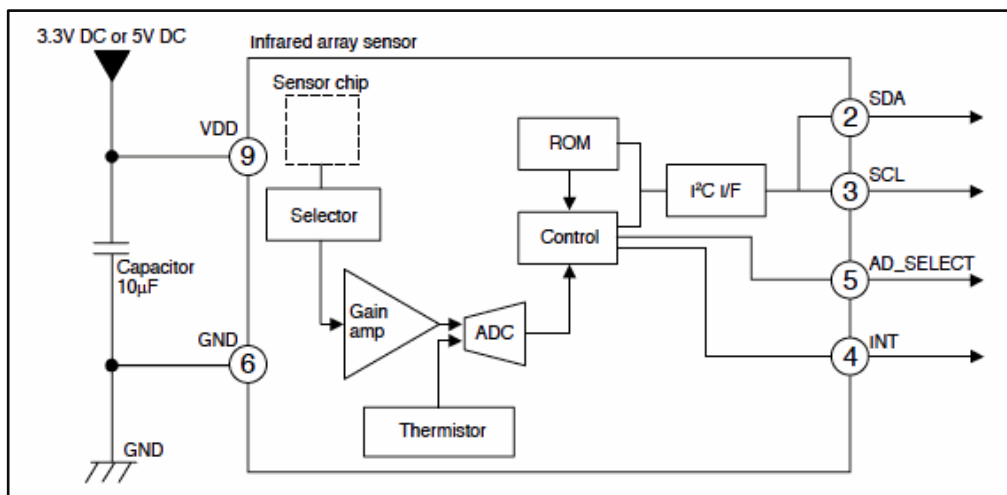 3.3V DC or 5V DC
Infrared array sensor
Sensor chip
VDD
9
Selector
Capacitor
10µF
Gain
amp
ADC
Thermistor
GND
6
GND
ROM
Control
I²C I/F
SDA
2
SCL
3
AD_SELECT
5
INT
4